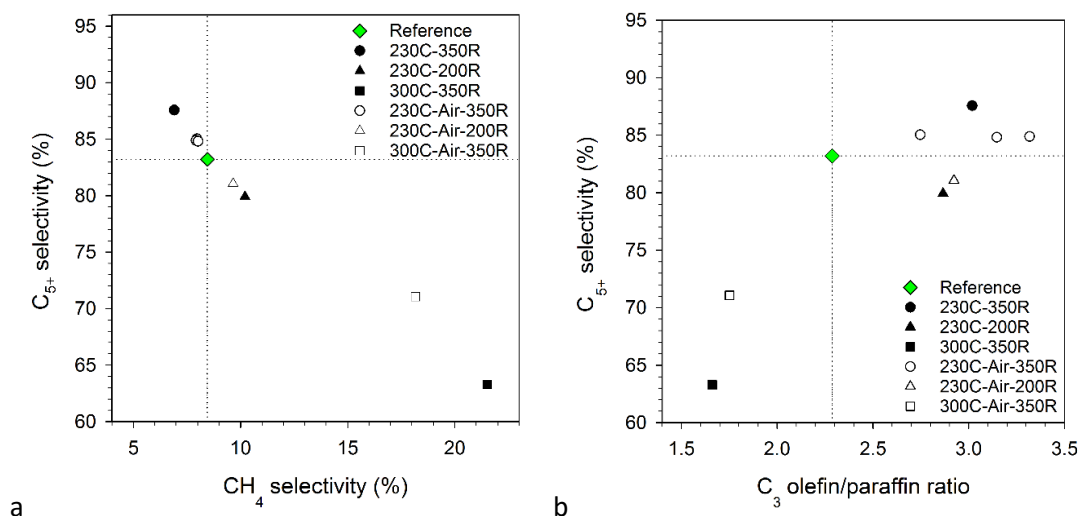 95
90
85
80
75
70
65
60
C5+ selectivity (%)
5 10 15 20
CH4 selectivity (%)
Reference
230C-350R
230C-200R
300C-350R
230C-Air-350R
230C-Air-200R
300C-Air-350R
a
95
90
85
80
75
70
65
60
C5+ selectivity (%)
1.5 2.0 2.5 3.0 3.5
C3 olefin/paraffin ratio
Reference
230C-350R
230C-200R
300C-350R
230C-Air-350R
230C-Air-200R
300C-Air-350R
b